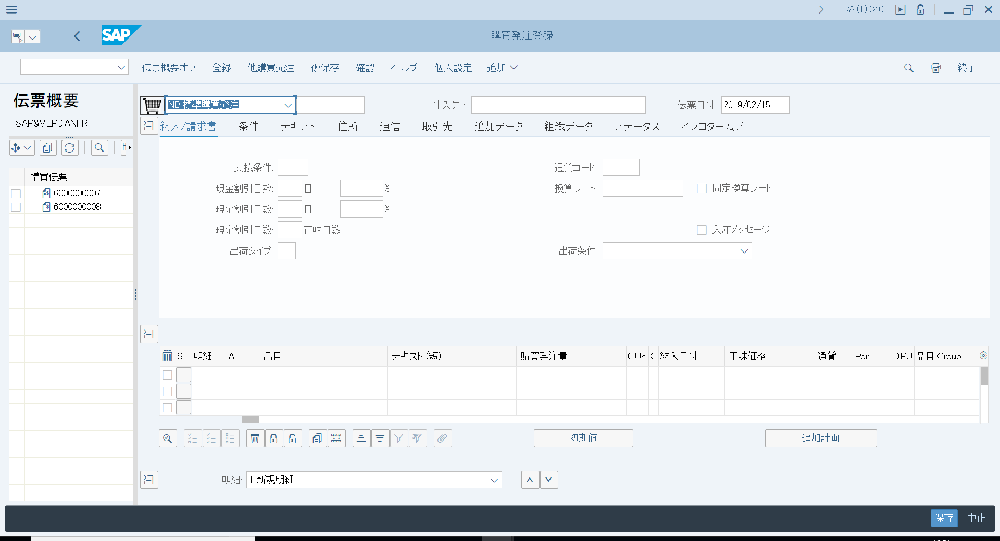 ERA (1) 340
SAP
購買発注登録
伝票概要オフ 登録 他購買発注 仮保存 確認 ヘルプ 個人設定 追加 終了
伝票概要
SAP&MEPOANFR
購買伝票
6000000007
6000000008
NB 標準購買発注 仕入先 : 伝票日付: 2019/02/15
納入/請求書 条件 テキスト 住所 通信 取引先 追加データ 組織データ ステータス インコタームズ
支払条件: 通貨コード:
現金割引日数: 日 % 換算レート: 固定換算レート
現金割引日数: 日 %
現金割引日数: 正味日数 入庫メッセージ
出荷タイプ: 出荷条件:
S... 明細 A I 品目 テキスト (短) 購買発注量 OUn C 納入日付 正味価格 通貨 Per OPU 品目 Group
初期値 追加計画
明細: 1 新規明細
保存 中止